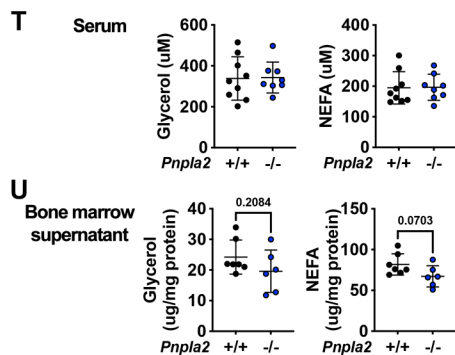 T Serum
Glycerol (uM)
600
400
200
0
Pnpla2 +/+ -/-
NEFA (uM)
400
300
200
100
0
Pnpla2 +/+ -/-
U Bone marrow
supernatant
Glycerol
(ug/mg protein)
40
30
20
10
0
0.2084
Pnpla2 +/+ -/-
NEFA
(ug/mg protein)
150
100
50
0
0.0703
Pnpla2 +/+ -/-